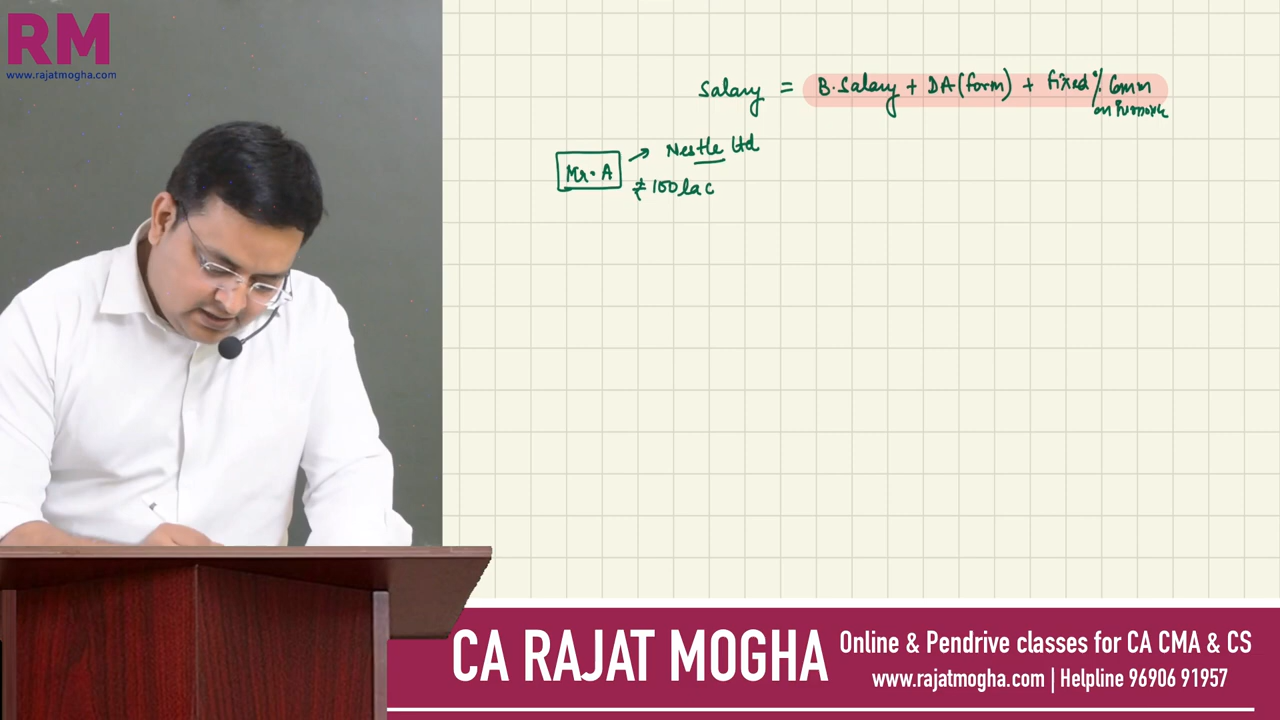 RM
www.rajatmogha.com
Salary = B.Salary + DA(form) + fixed % Comm
on Turnover
Mr. A → Nestle Ltd
₹ 100 lac
CA RAJAT MOGHA
Online & Pendrive classes for CA CMA & CS
www.rajatmogha.com | Helpline 96906 91957